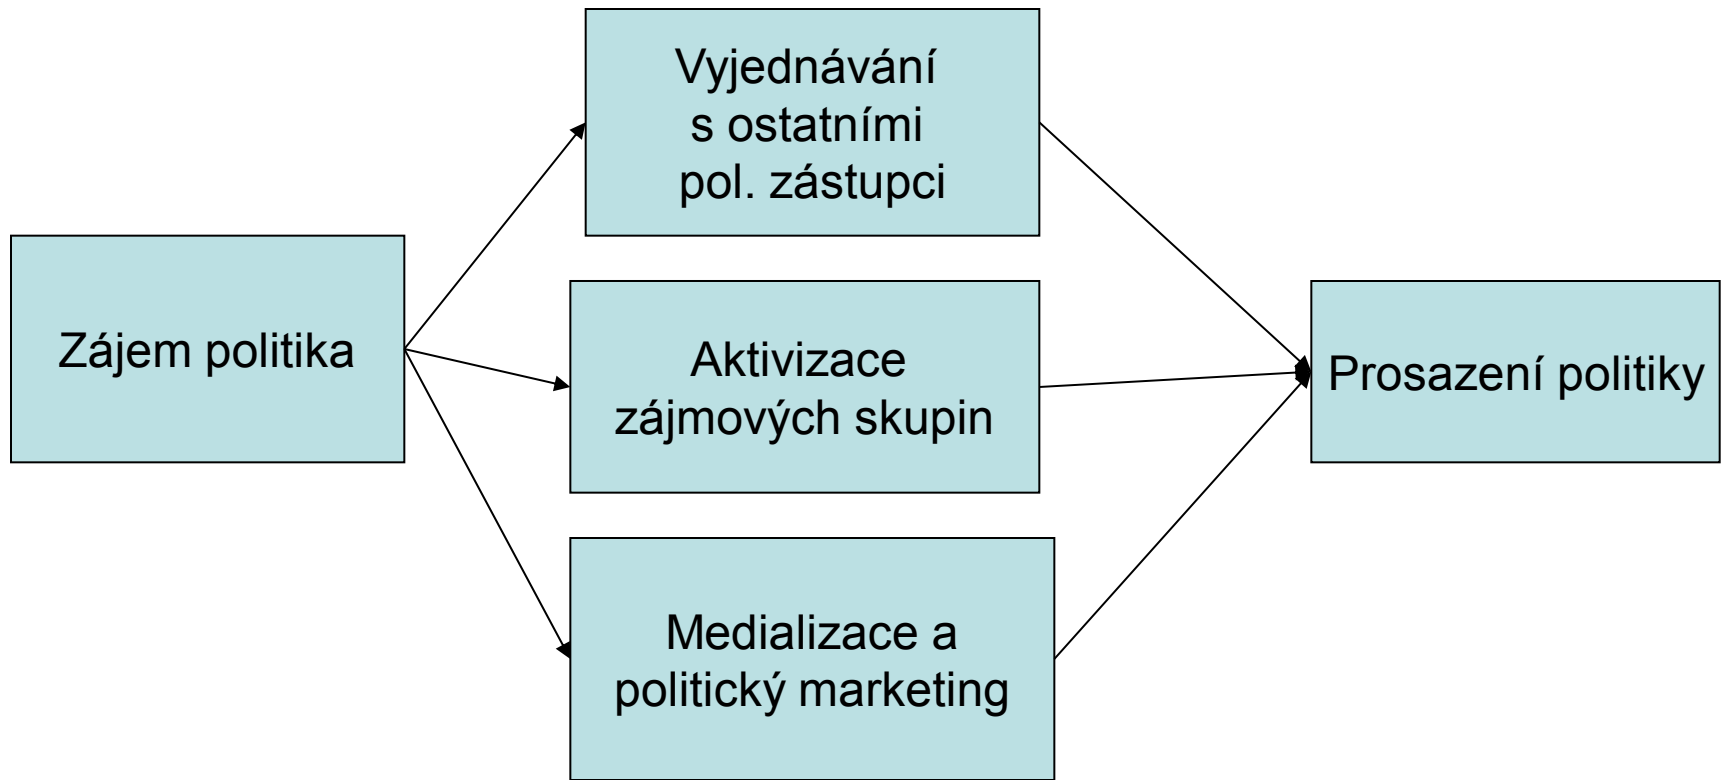 Vyjednávání
s ostatními
pol. zástupci
Zájem politika
Aktivizace
zájmových skupin
Prosazení politiky
Medializace a
politický marketing